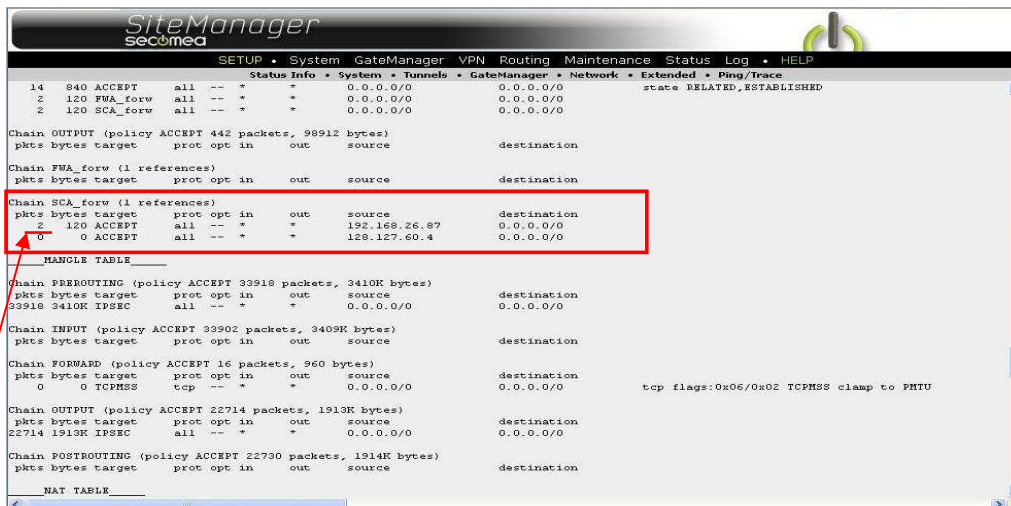 SiteManager
secomea
SETUP • System GateManager VPN Routing Maintenance Status Log • HELP
Status Info • System • Tunnels • GateManager • Network • Extended • Ping/Trace
14 840 ACCEPT all -- * * 0.0.0.0/0 0.0.0.0/0 state RELATED,ESTABLISHED
2 120 FWA_forw all -- * * 0.0.0.0/0 0.0.0.0/0
2 120 SCA_forw all -- * * 0.0.0.0/0 0.0.0.0/0
Chain OUTPUT (policy ACCEPT 442 packets, 98912 bytes)
pkts bytes target prot opt in out source destination
Chain FWA_forw (1 references)
pkts bytes target prot opt in out source destination
Chain SCA_forw (1 references)
pkts bytes target prot opt in out source destination
2 120 ACCEPT all -- * * 192.168.26.87 0.0.0.0/0
0 0 ACCEPT all -- * * 128.127.60.4 0.0.0.0/0
_____MANGLE TABLE_____
Chain PREROUTING (policy ACCEPT 33918 packets, 3410K bytes)
pkts bytes target prot opt in out source destination
33918 3410K IPSEC all -- * * 0.0.0.0/0 0.0.0.0/0
Chain INPUT (policy ACCEPT 33902 packets, 3409K bytes)
pkts bytes target prot opt in out source destination
Chain FORWARD (policy ACCEPT 16 packets, 960 bytes)
pkts bytes target prot opt in out source destination
0 0 TCPMSS tcp -- * * 0.0.0.0/0 0.0.0.0/0 tcp flags:0x06/0x02 TCPMSS clamp to PMTU
Chain OUTPUT (policy ACCEPT 22714 packets, 1913K bytes)
pkts bytes target prot opt in out source destination
22714 1913K IPSEC all -- * * 0.0.0.0/0 0.0.0.0/0
Chain POSTROUTING (policy ACCEPT 22730 packets, 1914K bytes)
pkts bytes target prot opt in out source destination
_____NAT TABLE_____